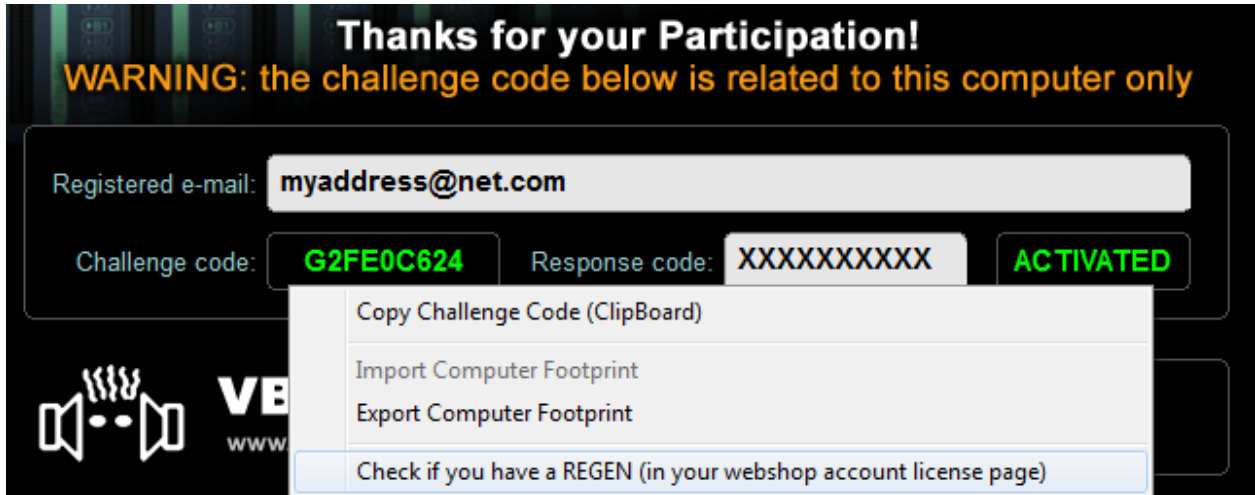 Thanks for your Participation!
WARNING: the challenge code below is related to this computer only
Registered e-mail: myaddress@net.com
Challenge code: G2FE0C624 Response code: XXXXXXXXXX ACTIVATED
Copy Challenge Code (ClipBoard)
Import Computer Footprint
Export Computer Footprint
VB
www.
Check if you have a REGEN (in your webshop account license page)